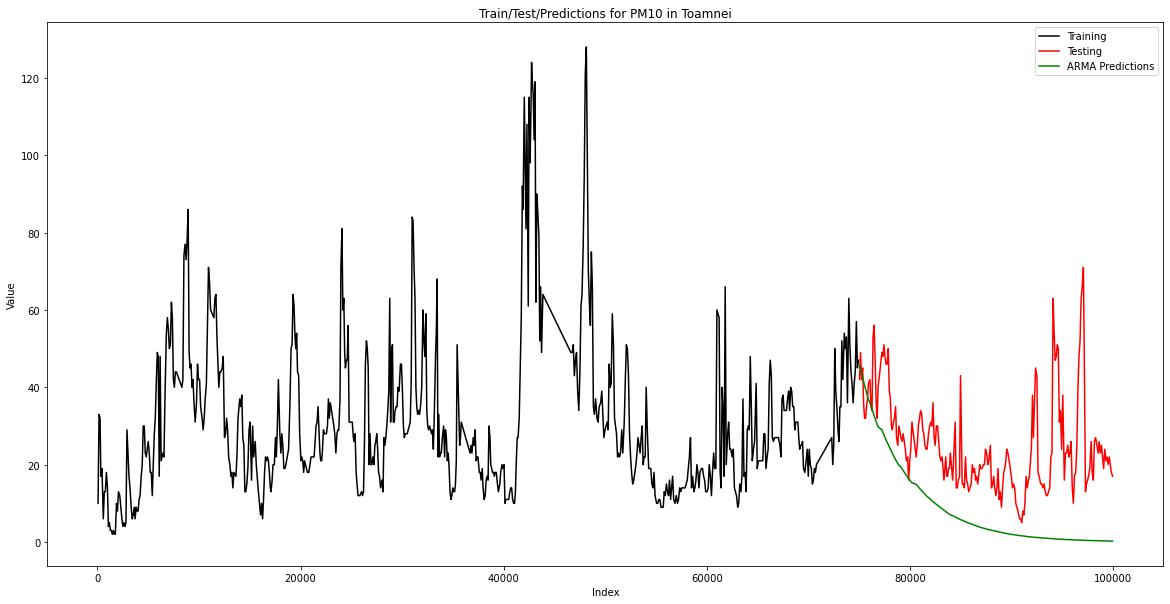 Train/Test/Predictions for PM10 in Toamnei
Training
Testing
ARMA Predictions
Value
120
100
80
60
40
20
0
0 20000 40000 60000 80000 100000
Index